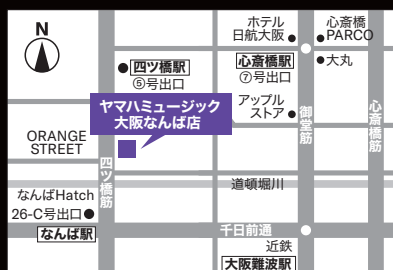 N
ホテル
日航大阪
心斎橋
PARCO
四ツ橋駅
⑤号出口
心斎橋駅
⑦号出口
大丸
ヤマハミュージック
大阪なんば店
アップル
ストア
御堂筋
心斎橋筋
ORANGE
STREET
四ツ橋筋
道頓堀川
なんばHatch
26-C号出口
なんば駅
千日前通
近鉄
大阪難波駅